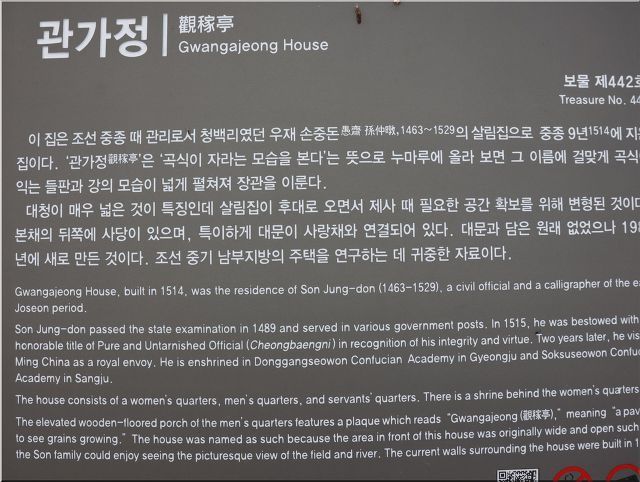 관가정
觀稼亭
Gwangajeong House
보물 제442호
Treasure No. 44
이 집은 조선 중종 때 관리로서 청백리였던 우재 손중돈愚齋 孫仲暾,1463~1529의 살림집으로 중종 9년1514에 지은
집이다. ‘관가정觀稼亭’은 ‘곡식이 자라는 모습을 본다’는 뜻으로 누마루에 올라 보면 그 이름에 걸맞게 곡식이
익는 들판과 강의 모습이 넓게 펼쳐져 장관을 이룬다.
대청이 매우 넓은 것이 특징인데 살림집이 후대로 오면서 제사 때 필요한 공간 확보를 위해 변형된 것이다.
본채의 뒤쪽에 사당이 있으며, 특이하게 대문이 사랑채와 연결되어 있다. 대문과 담은 원래 없었으나 198
년에 새로 만든 것이다. 조선 중기 남부지방의 주택을 연구하는 데 귀중한 자료이다.
Gwangajeong House, built in 1514, was the residence of Son Jung-don (1463-1529), a civil official and a calligrapher of the ea
Joseon period.
Son Jung-don passed the state examination in 1489 and served in various government posts. In 1515, he was bestowed with
honorable title of Pure and Untarnished Official (Cheongbaengni) in recognition of his integrity and virtue. Two years later, he vis
Ming China as a royal envoy. He is enshrined in Donggangseowon Confucian Academy in Gyeongju and Soksuseowon Confuc
Academy in Sangju.
The house consists of a women's quarters, men's quarters, and servants' quarters. There is a shrine behind the women's quarters
The elevated wooden-floored porch of the men's quarters features a plaque which reads “Gwangajeong (觀稼亭),” meaning “a pav
to see grains growing.” The house was named as such because the area in front of this house was originally wide and open such
the Son family could enjoy seeing the picturesque view of the field and river. The current walls surrounding the house were built in 1